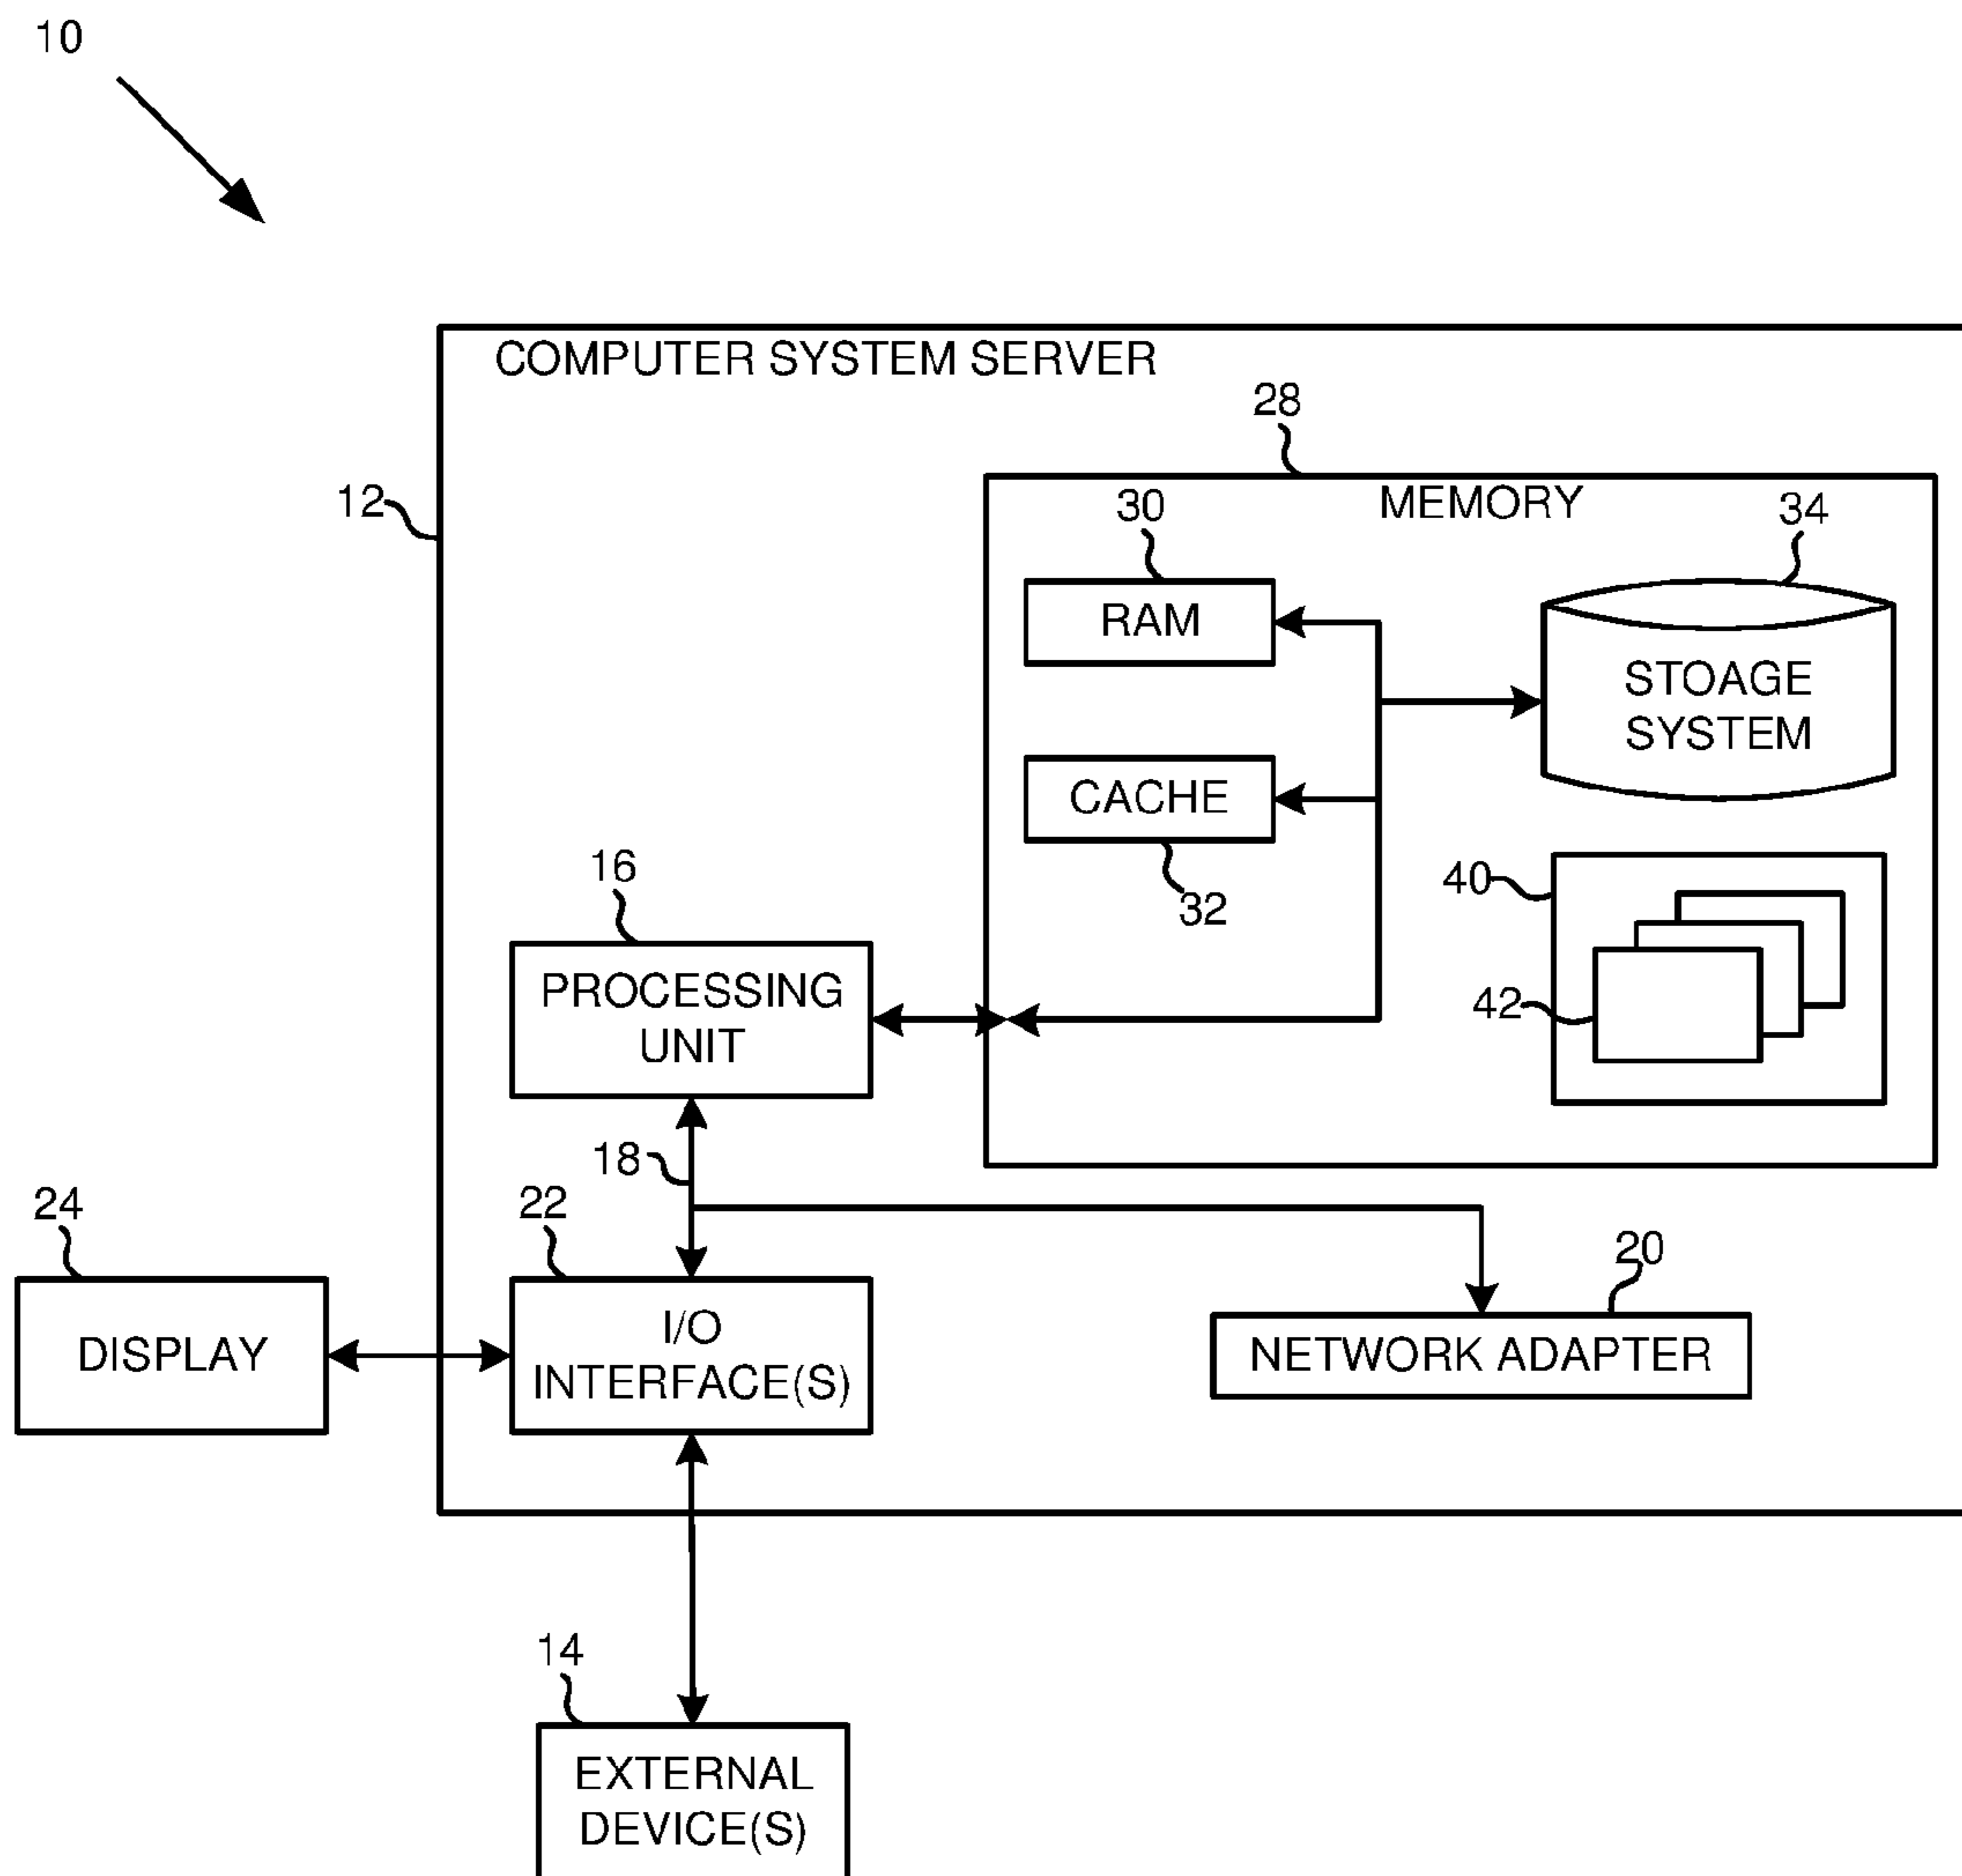 10
COMPUTER SYSTEM SERVER
28
12
MEMORY
30
34
RAM
STOAGE
SYSTEM
CACHE
16
40
32
PROCESSING
UNIT
42
18
24
22
20
DISPLAY
I/O
INTERFACE(S)
NETWORK ADAPTER
14
EXTERNAL
DEVICE(S)